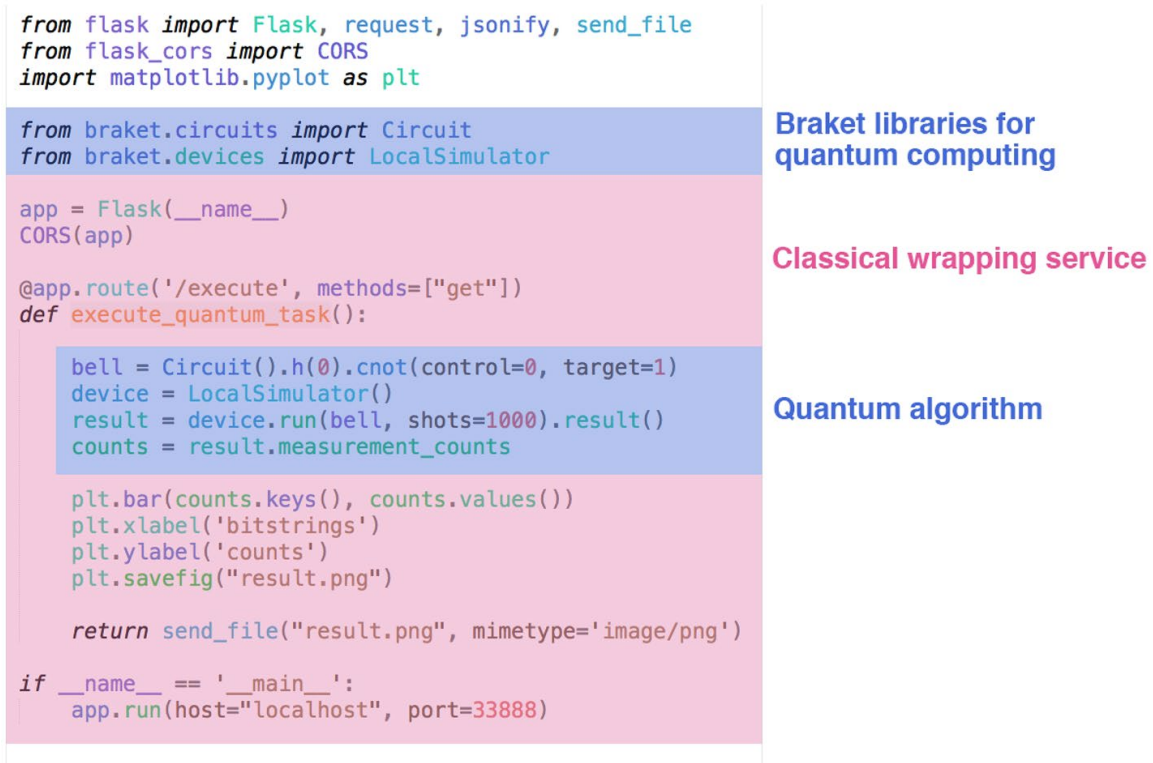 from flask import Flask, request, jsonify, send_file
from flask_cors import CORS
import matplotlib.pyplot as plt
from braket.circuits import Circuit
from braket.devices import LocalSimulator
Braket libraries for
quantum computing
app = Flask(__name__)
CORS(app)
Classical wrapping service
@app.route('/execute', methods=["get"])
def execute_quantum_task():
bell = Circuit().h(0).cnot(control=0, target=1)
device = LocalSimulator()
result = device.run(bell, shots=1000).result()
counts = result.measurement_counts
Quantum algorithm
plt.bar(counts.keys(), counts.values())
plt.xlabel('bitstrings')
plt.ylabel('counts')
plt.savefig("result.png")
return send_file("result.png", mimetype='image/png')
if __name__ == '__main__':
app.run(host="localhost", port=33888)